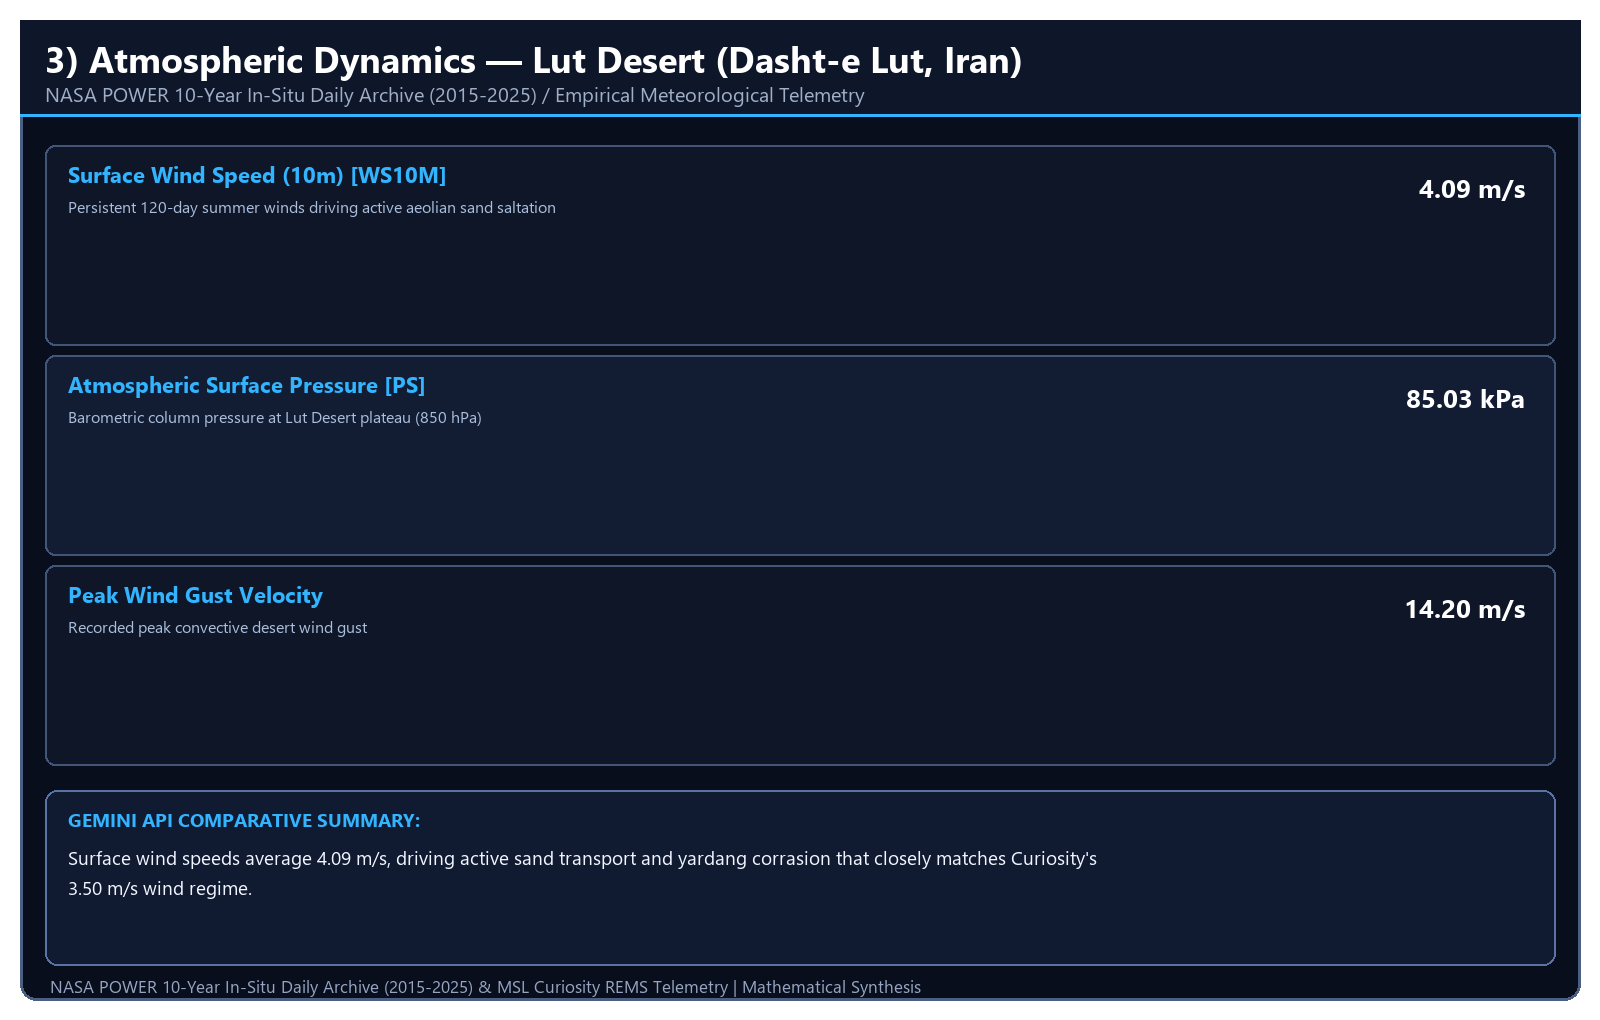 3) Atmospheric Dynamics — Lut Desert (Dasht-e Lut, Iran)
NASA POWER 10-Year In-Situ Daily Archive (2015-2025) / Empirical Meteorological Telemetry
Surface Wind Speed (10m) [WS10M]
4.09 m/s
Persistent 120-day summer winds driving active aeolian sand saltation
Atmospheric Surface Pressure [PS]
85.03 kPa
Barometric column pressure at Lut Desert plateau (850 hPa)
Peak Wind Gust Velocity
14.20 m/s
Recorded peak convective desert wind gust
GEMINI API COMPARATIVE SUMMARY:
Surface wind speeds average 4.09 m/s, driving active sand transport and yardang corrasion that closely matches Curiosity's
3.50 m/s wind regime.
NASA POWER 10-Year In-Situ Daily Archive (2015-2025) & MSL Curiosity REMS Telemetry | Mathematical Synthesis